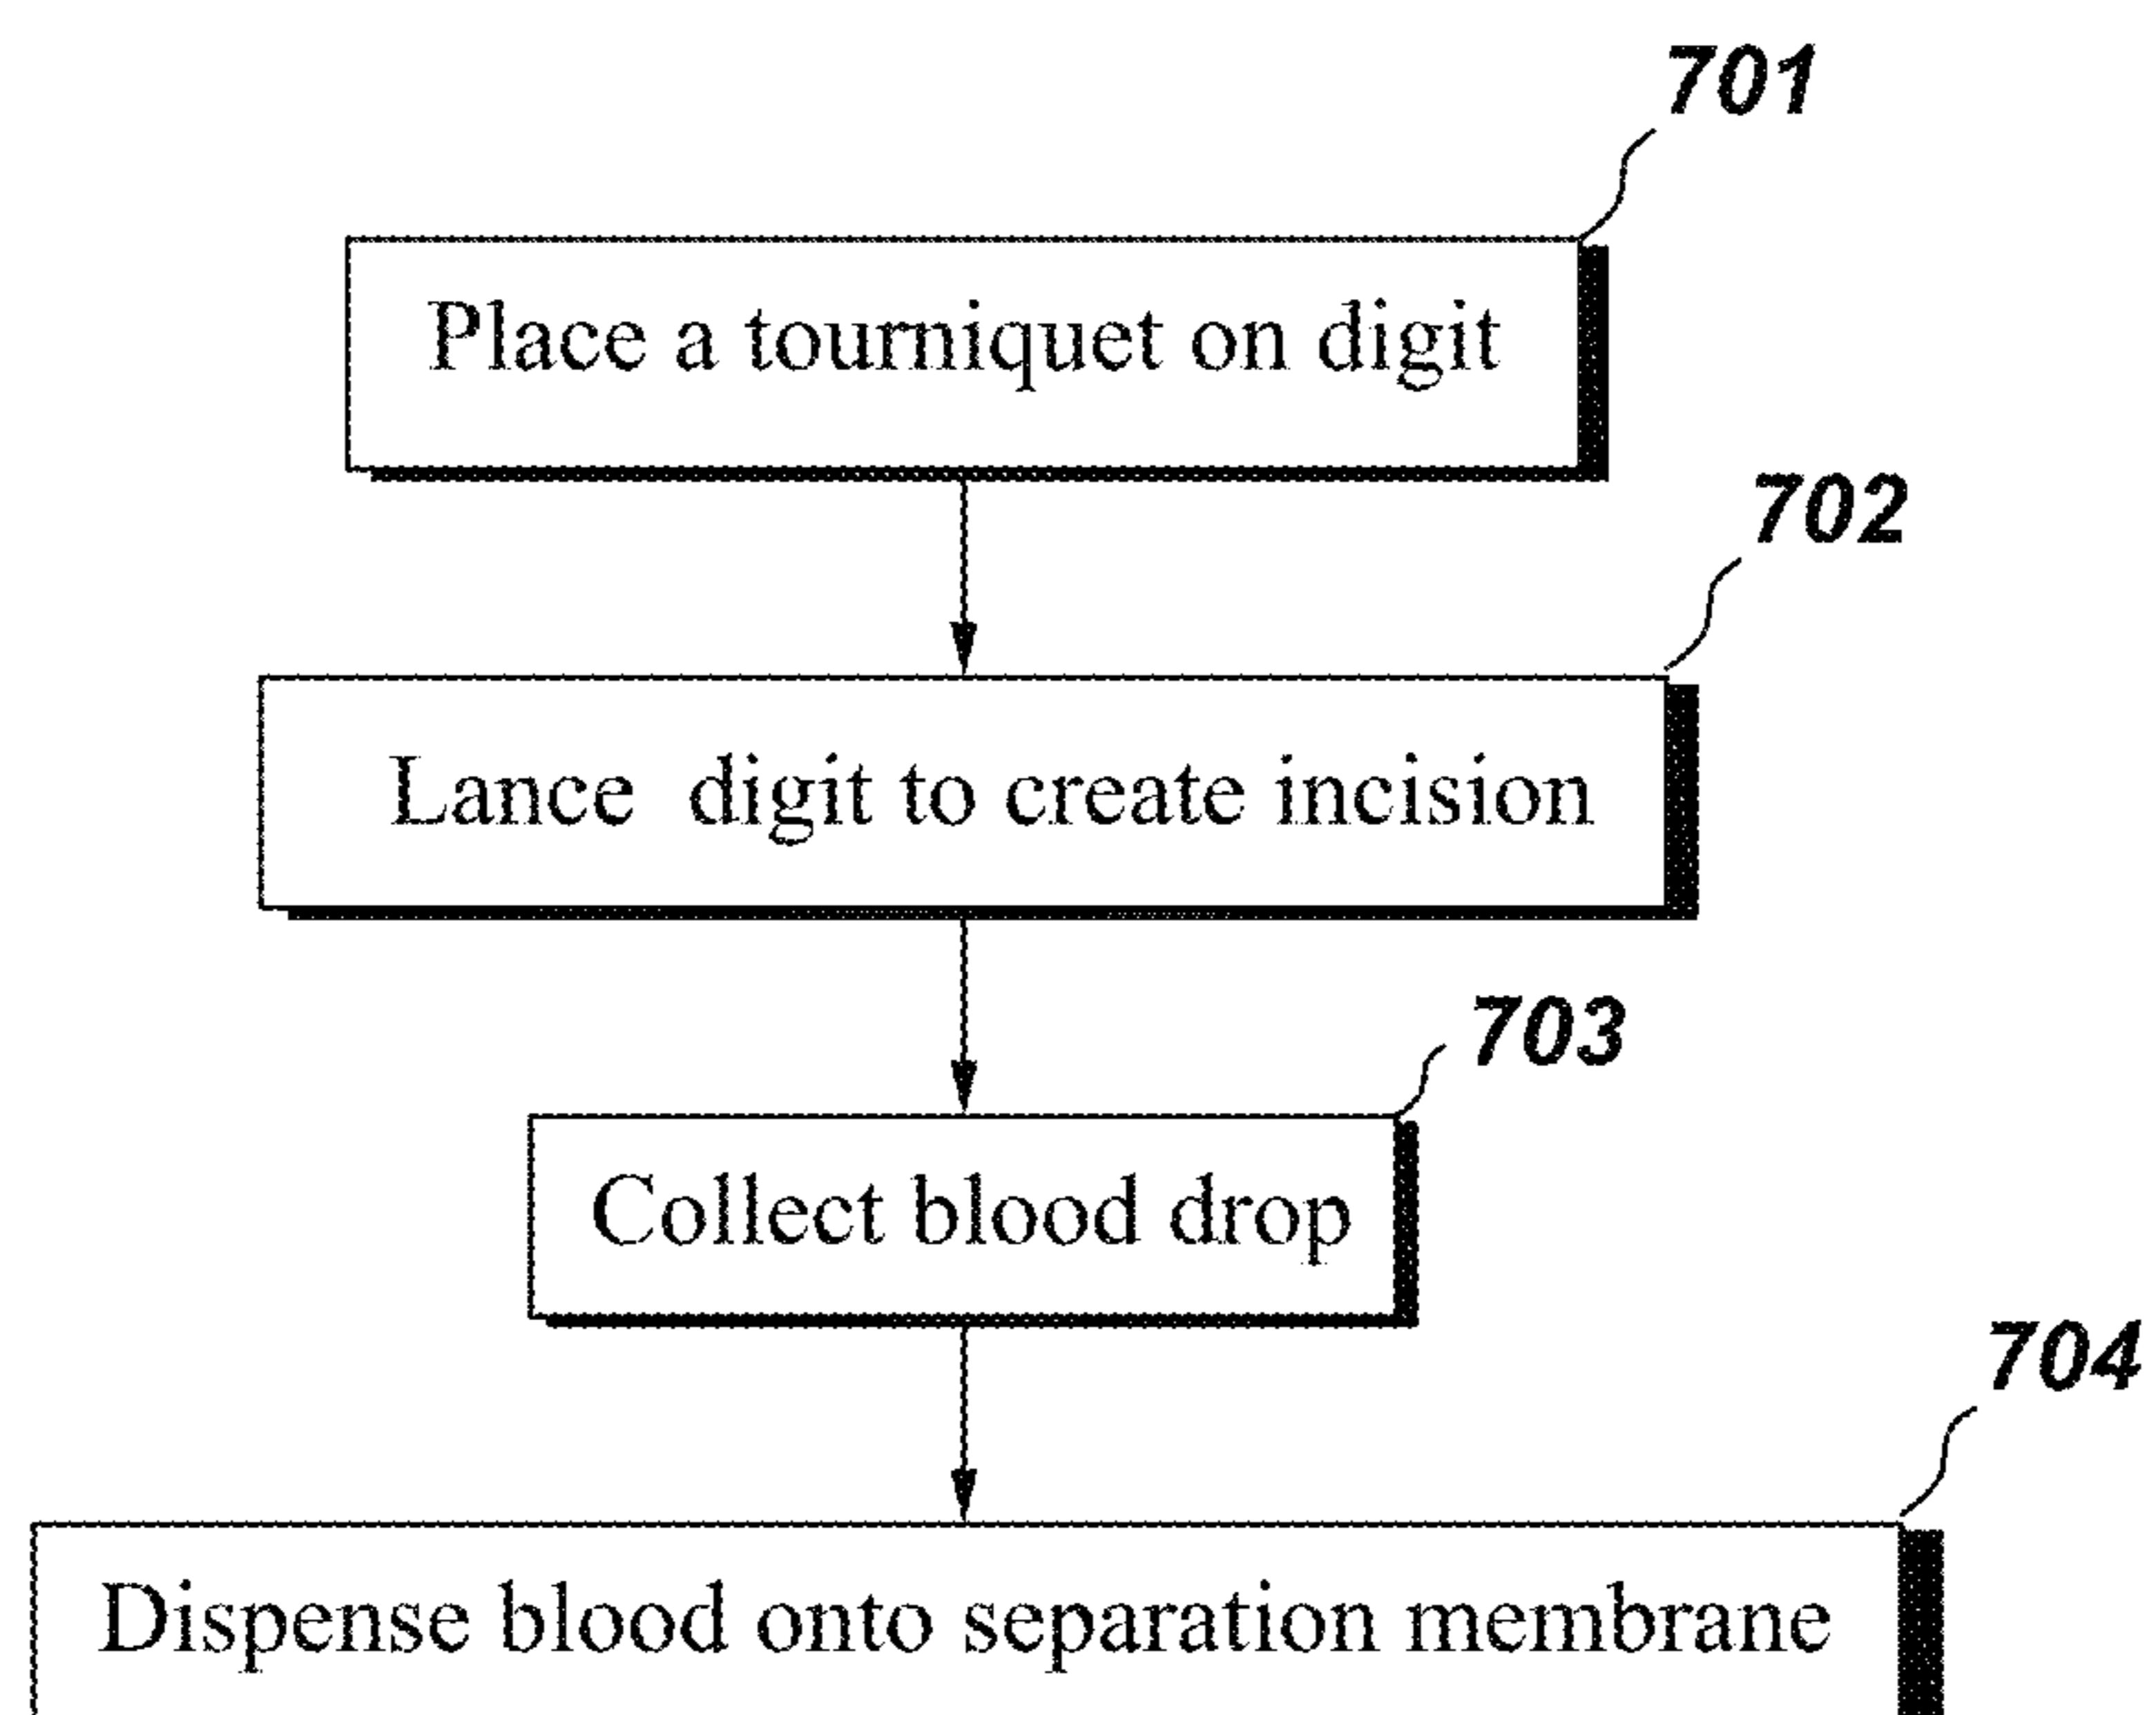 701
Place a tourniquet on digit
702
Lance digit to create incision
703
Collect blood drop
704
Dispense blood onto separation membrane